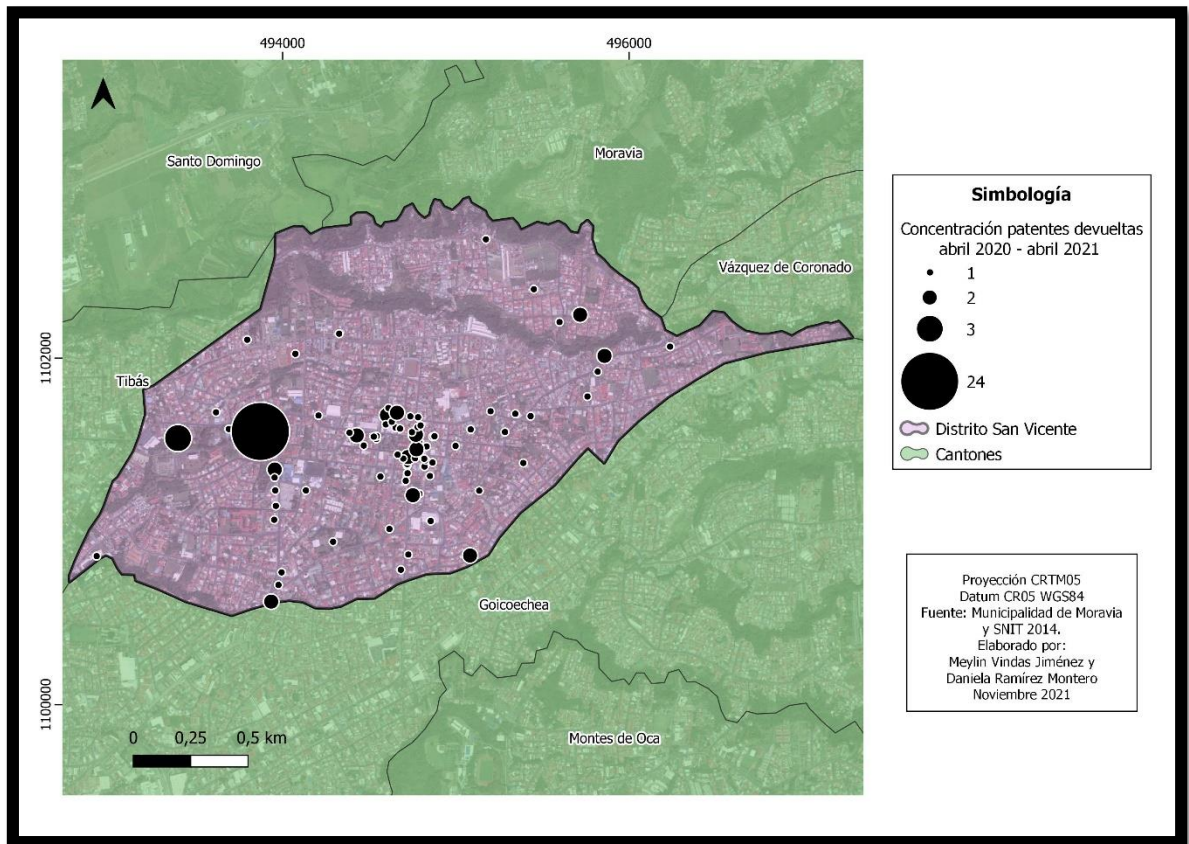 494000
496000
Santo Domingo
Moravia
Vázquez de Coronado
1102000
Tibás
Goicoechea
1100000
0 0,25 0,5 km
Montes de Oca
Simbología
Concentración patentes devueltas
abril 2020 - abril 2021
1
2
3
24
Distrito San Vicente
Cantones
Proyección CRTM05
Datum CR05 WGS84
Fuente: Municipalidad de Moravia
y SNIT 2014.
Elaborado por:
Meylin Vindas Jiménez y
Daniela Ramírez Montero
Noviembre 2021